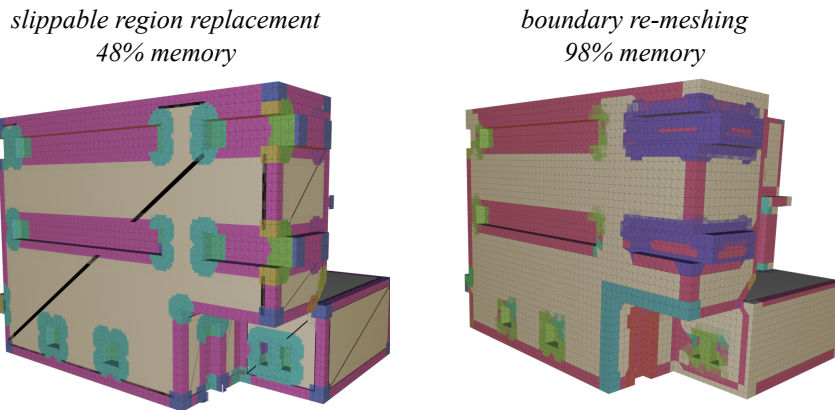 slippable region replacement
48% memory
boundary re-meshing
98% memory